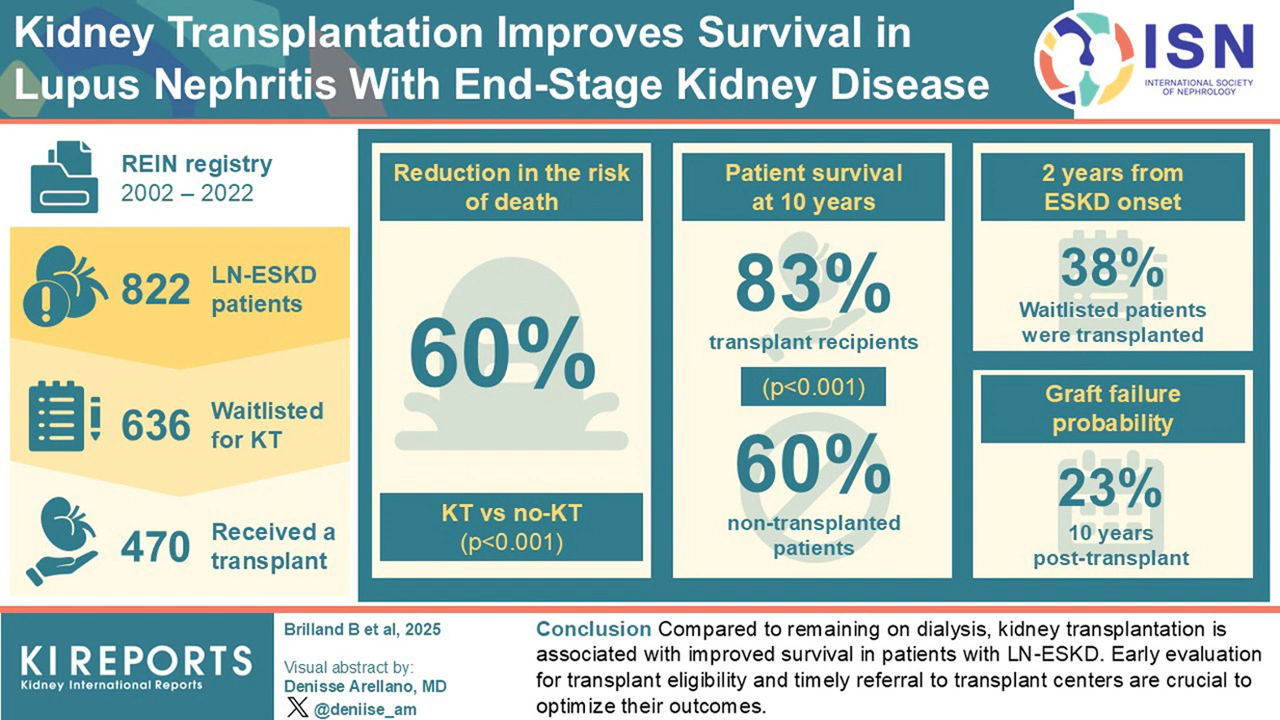 Kidney Transplantation Improves Survival in
Lupus Nephritis With End-Stage Kidney Disease
ISN
INTERNATIONAL SOCIETY
OF NEPHROLOGY
REIN registry
2002 – 2022
822
LN-ESKD
patients
636
Waitlisted
for KT
470
Received a
transplant
Reduction in the risk
of death
60%
KT vs no-KT
(p<0.001)
Patient survival
at 10 years
83%
transplant recipients
(p<0.001)
60%
non-transplanted
patients
2 years from
ESKD onset
38%
Waitlisted patients
were transplanted
Graft failure
probability
23%
10 years
post-transplant
KI REPORTS
Kidney International Reports
Brilland B et al, 2025
Visual abstract by:
Denisse Arellano, MD
@deniise_am
Conclusion Compared to remaining on dialysis, kidney transplantation is
associated with improved survival in patients with LN-ESKD. Early evaluation
for transplant eligibility and timely referral to transplant centers are crucial to
optimize their outcomes.